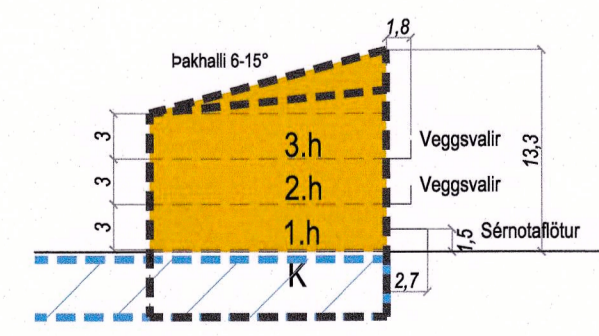 1,8
Þakhalli 6-15°
3
3.h
Veggsvalir
13,3
3
2.h
Veggsvalir
3
1.h
1,5
Sérnotaflötur
K
2,7